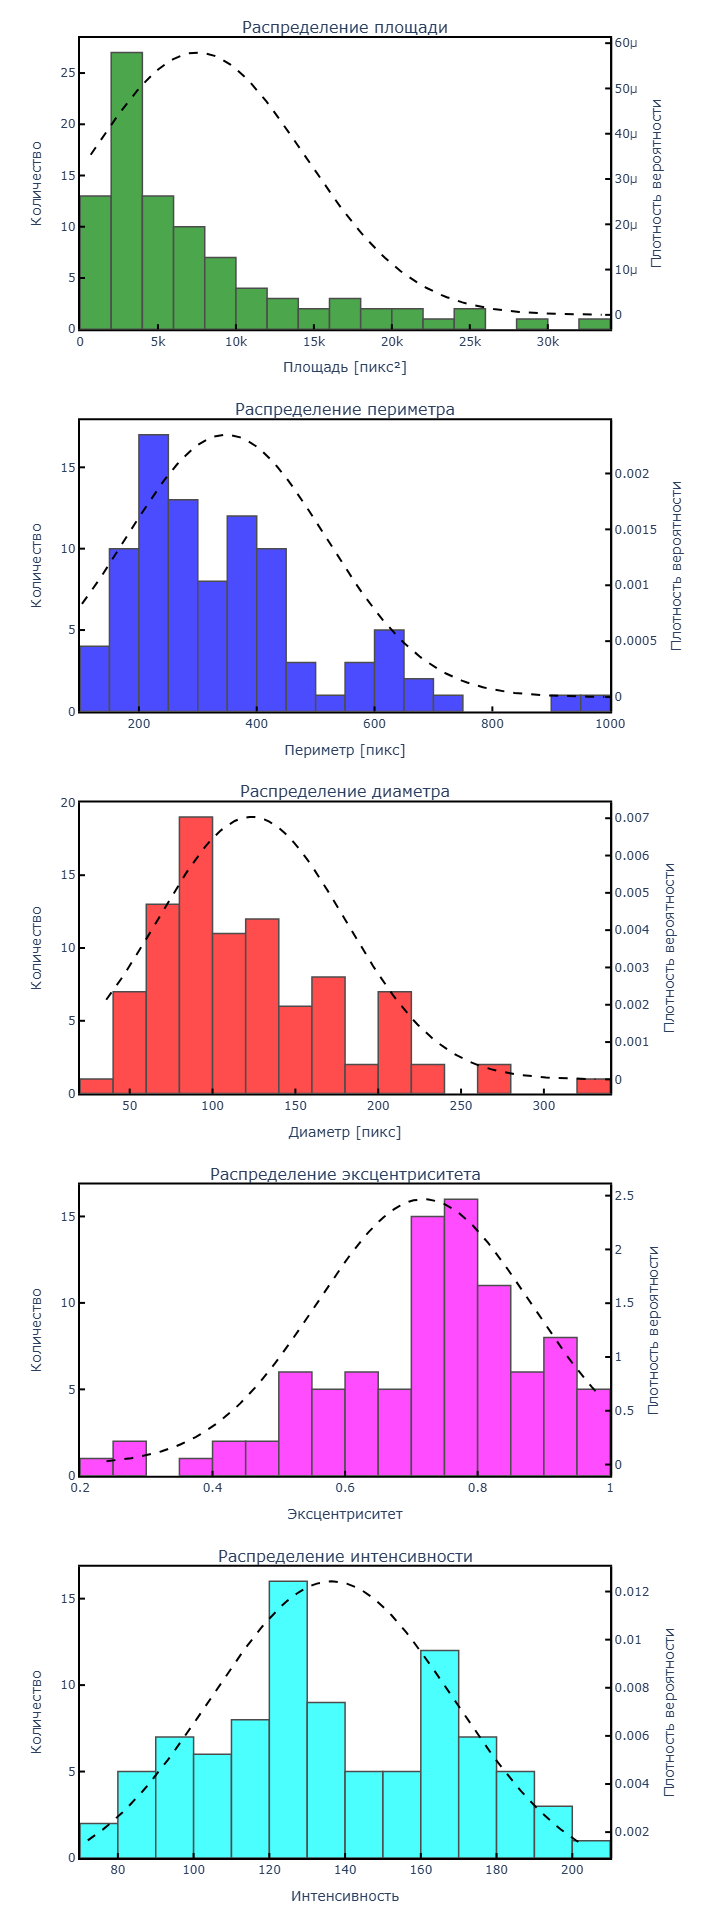 Распределение площади
Количество
25
20
15
10
5
0
0 5k 10k 15k 20k 25k 30k
60μ
50μ
40μ
30μ
20μ
10μ
0
Плотность вероятности
Площадь [пикс²]
Распределение периметра
Количество
15
10
5
0
200 400 600 800 1000
0.002
0.0015
0.001
0.0005
0
Плотность вероятности
Периметр [пикс]
Распределение диаметра
Количество
20
15
10
5
0
50 100 150 200 250 300
0.007
0.006
0.005
0.004
0.003
0.002
0.001
0
Плотность вероятности
Диаметр [пикс]
Распределение эксцентриситета
Количество
15
10
5
0
0.2 0.4 0.6 0.8 1
2.5
2
1.5
1
0.5
0
Плотность вероятности
Эксцентриситет
Распределение интенсивности
Количество
15
10
5
0
80 100 120 140 160 180 200
0.012
0.01
0.008
0.006
0.004
0.002
Плотность вероятности
Интенсивность